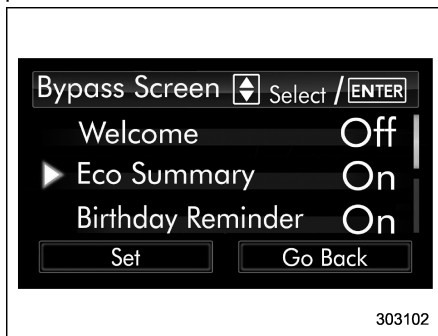 Bypass Screen Select / ENTER
Welcome Off
Eco Summary On
Birthday Reminder On
Set Go Back
303102